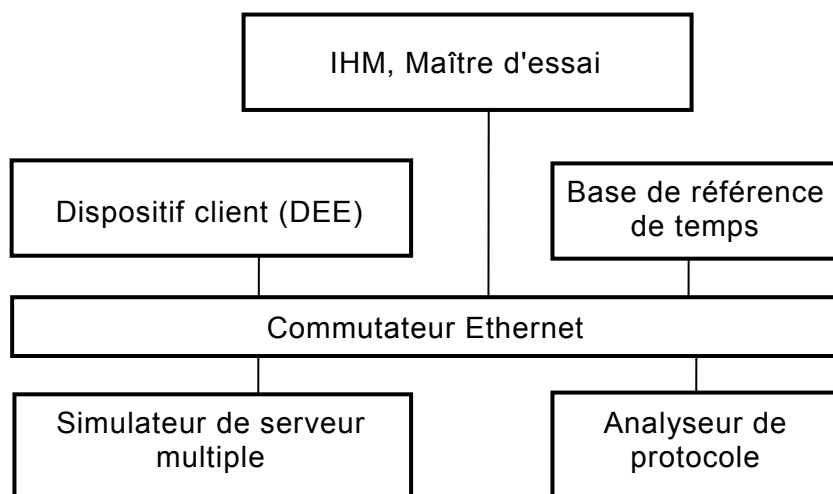 IHM, Maître d'essai
Dispositif client (DEE)
Base de référence
de temps
Commutateur Ethernet
Simulateur de serveur
multiple
Analyseur de
protocole